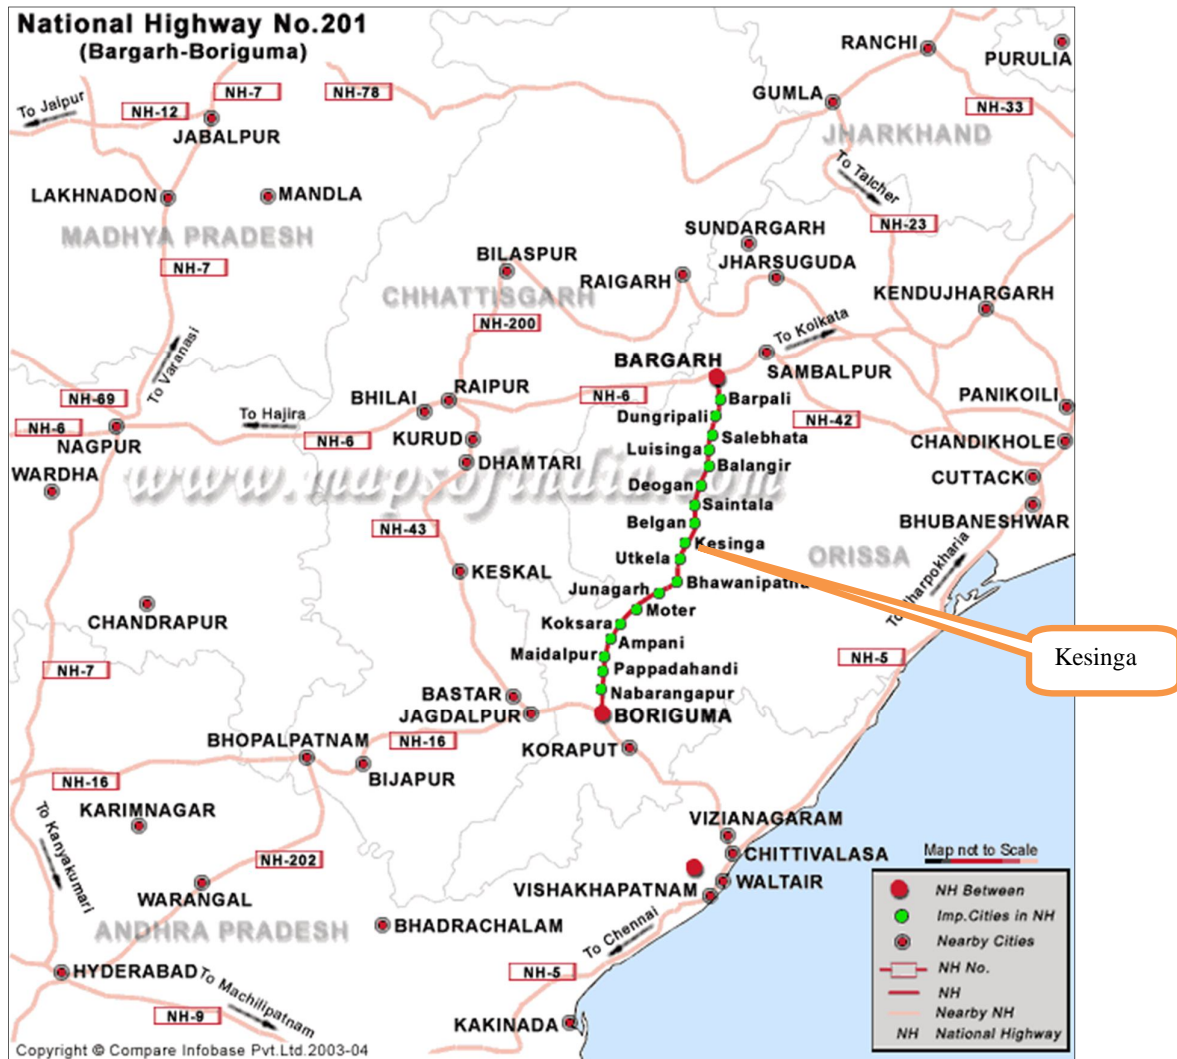 National Highway No.201
(Bargarh-Boriguma)
RANCHI
PURULIA
To Jaipur
NH-12
NH-7
NH-78
GUMLA
NH-33
JABALPUR
JHARKHAND
To Talcher
LAKHNADON
MANDLA
MADHYA PRADESH
SUNDARGARH
NH-23
BILASPUR
JHARSUGUDA
NH-7
RAIGARH
CHHATTISGARH
KENDUJHARGARH
NH-200
To Kolkata
To Varanasi
BARGARH
SAMBALPUR
NH-69
RAIPUR
BHILAI
NH-6
Barpali
PANIKOILI
NH-6
To Hajira
Dungripali
NH-42
NAGPUR
NH-6
KURUD
Salebhata
CHANDIKHOLE
Luisinga
WARDHA
DHAMTARI
Balangir
www.mapsofindia.com
Deogan
CUTTACK
Saintala
NH-43
Belgan
BHUBANESHWAR
Kesinga
ORISSA
Utkela
KESKAL
Bhawanipatna
Junagarh
To Jharpokharia
CHANDRAPUR
Moter
Koksara
Ampani
Maidalpur
NH-5
Kesinga
NH-7
Pappadahandi
BASTAR
Nabarangapur
JAGDALPUR
BORIGUMA
BHOPALPATNAM
NH-16
KORAPUT
BIJAPUR
NH-16
KARIMNAGAR
To Kanyakumari
VIZIANAGARAM
NH-202
CHITTIVALASA
Map not to Scale
WARANGAL
VISHAKHAPATNAM
WALTAIR
NH Between
Imp.Cities in NH
BHADRACHALAM
ANDHRA PRADESH
To Chennai
Nearby Cities
HYDERABAD
To Machilipatnam
NH-5
NH No.
NH
NH-9
Nearby NH
KAKINADA
NH National Highway
Copyright © Compare Infobase Pvt.Ltd.2003-04